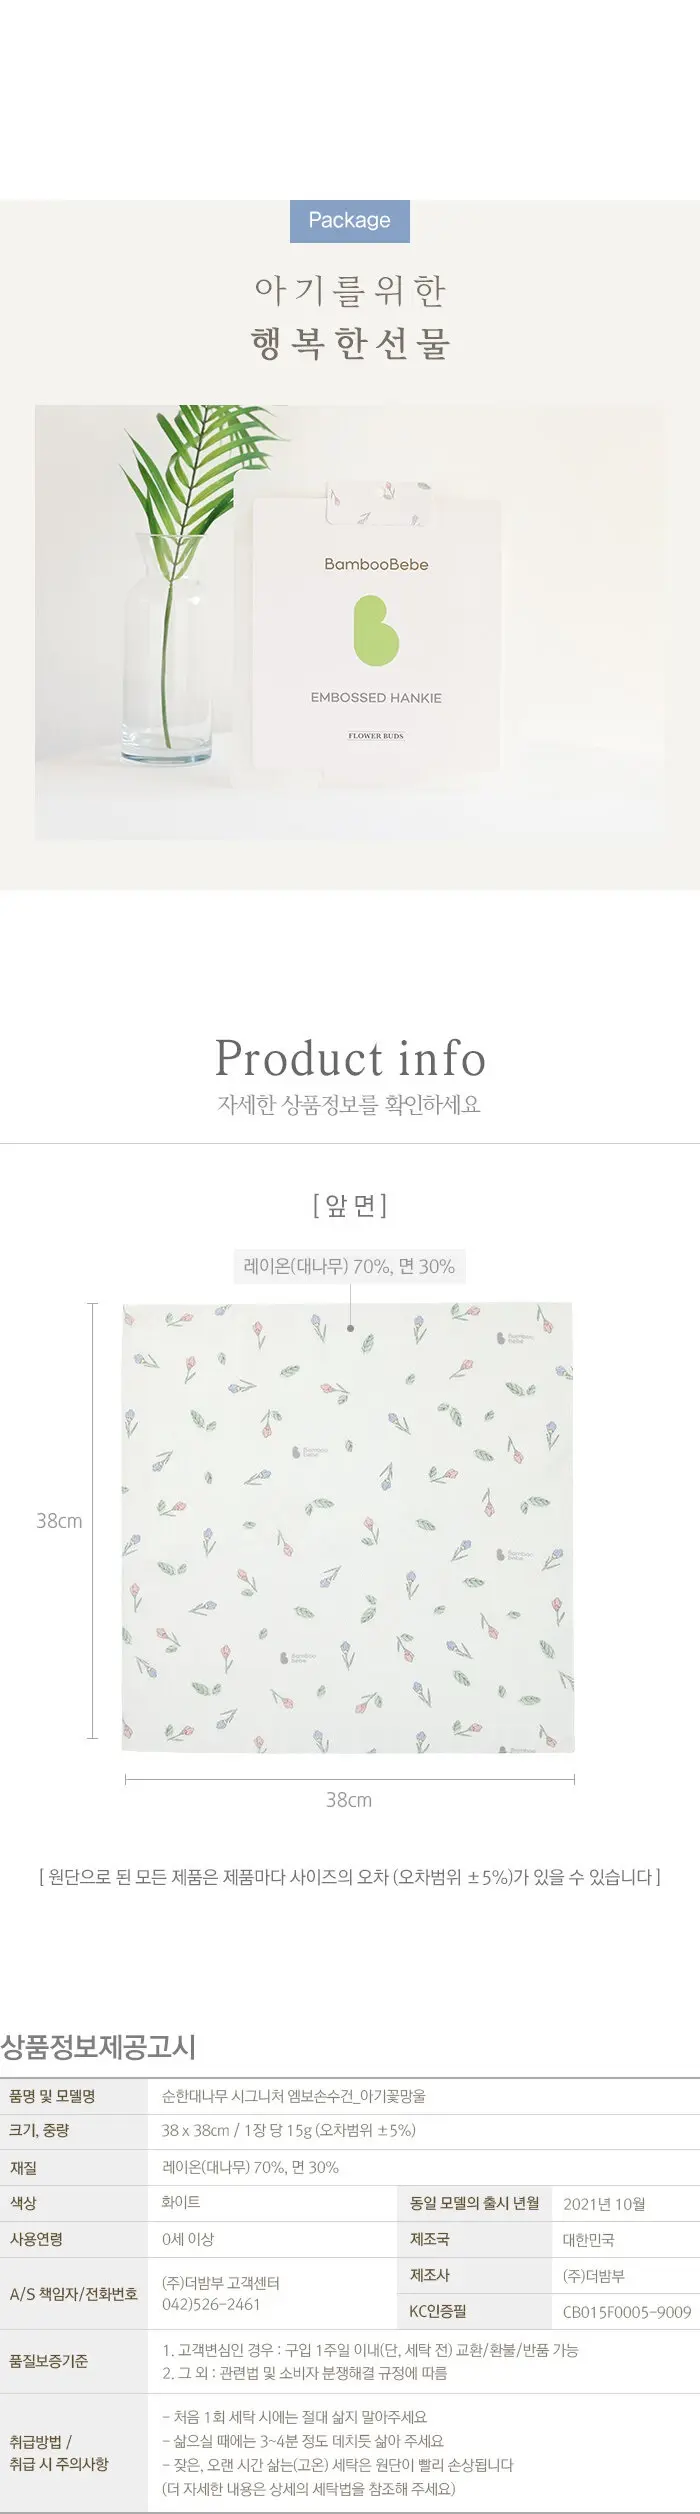 Package
아기를위한
행복한선물
BambooBebe
EMBOSSED HANKIE
FLOWER BUDS
Product info
자세한 상품정보를 확인하세요
[ 앞 면 ]
레이온(대나무) 70%, 면 30%
Bamboo
Bebe
Bamboo
Bebe
38cm
Bamboo
Bebe
Bamboo
Bebe
Bamboo
38cm
[ 원단으로 된 모든 제품은 제품마다 사이즈의 오차 (오차범위 ±5%)가 있을 수 있습니다 ]
상품정보제공고시
품명 및 모델명 순한대나무 시그니처 엠보손수건_아기꽃망울
크기, 중량 38 x 38cm / 1장 당 15g (오차범위 ±5%)
재질 레이온(대나무) 70%, 면 30%
색상 화이트 동일 모델의 출시 년월 2021년 10월
사용연령 0세 이상 제조국 대한민국
A/S 책임자/전화번호 (주)더밤부 고객센터
042)526-2461
제조사 (주)더밤부
KC인증필 CB015F0005-9009
품질보증기준 1. 고객변심인 경우 : 구입 1주일 이내(단, 세탁 전) 교환/환불/반품 가능
2. 그 외 : 관련법 및 소비자 분쟁해결 규정에 따름
취급방법 /
취급 시 주의사항
- 처음 1회 세탁 시에는 절대 삶지 말아주세요
- 삶으실 때에는 3~4분 정도 데치듯 삶아 주세요
- 잦은, 오랜 시간 삶는(고온) 세탁은 원단이 빨리 손상됩니다
(더 자세한 내용은 상세의 세탁법을 참조해 주세요)